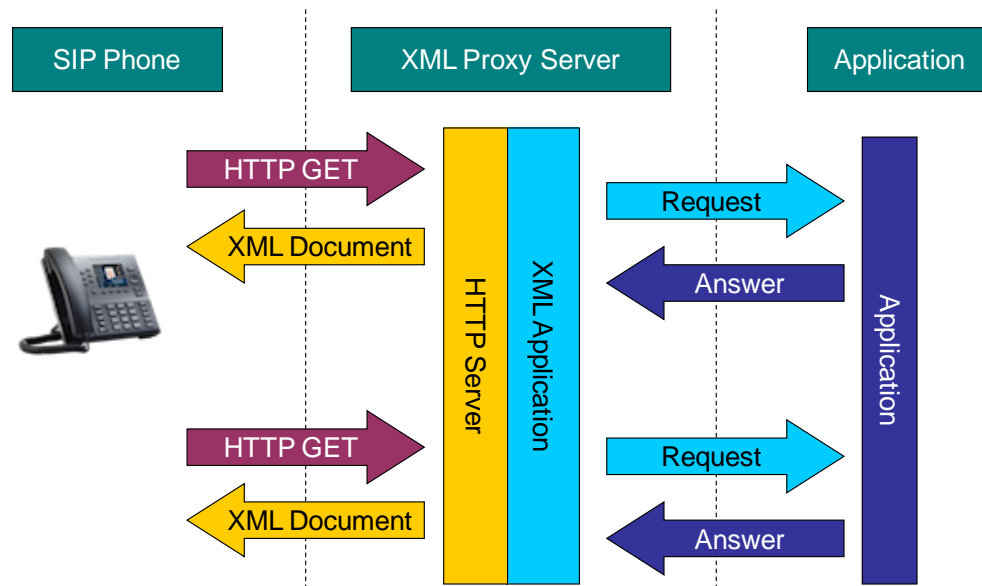 SIP Phone
XML Proxy Server
Application
HTTP GET
Request
XML Document
Answer
HTTP Server
XML Application
Application
HTTP GET
Request
XML Document
Answer